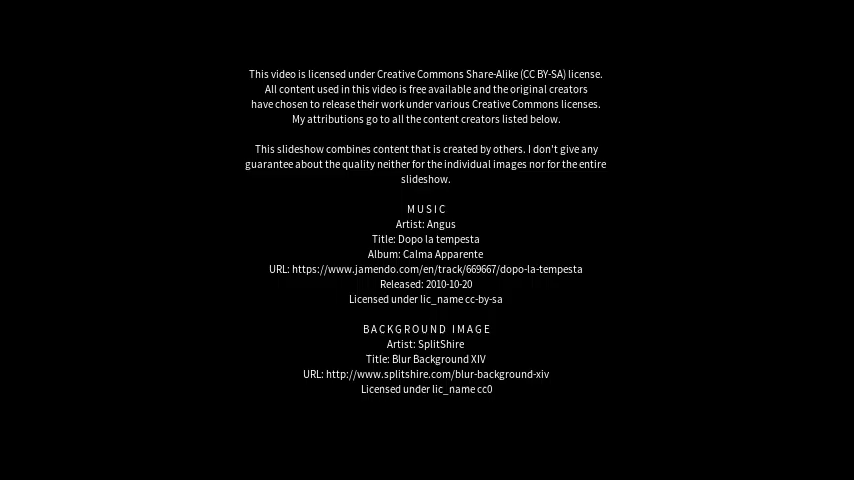 This video is licensed under Creative Commons Share-Alike (CC BY-SA) license.
All content used in this video is free available and the original creators
have chosen to release their work under various Creative Commons licenses.
My attributions go to all the content creators listed below.
This slideshow combines content that is created by others. I don't give any
guarantee about the quality neither for the individual images nor for the entire
slideshow.
MUSIC
Artist: Angus
Title: Dopo la tempesta
Album: Calma Apparente
URL: https://www.jamendo.com/en/track/669667/dopo-la-tempesta
Released: 2010-10-20
Licensed under lic_name cc-by-sa
BACKGROUND IMAGE
Artist: SplitShire
Title: Blur Background XIV
URL: http://www.splitshire.com/blur-background-xiv
Licensed under lic_name cc0